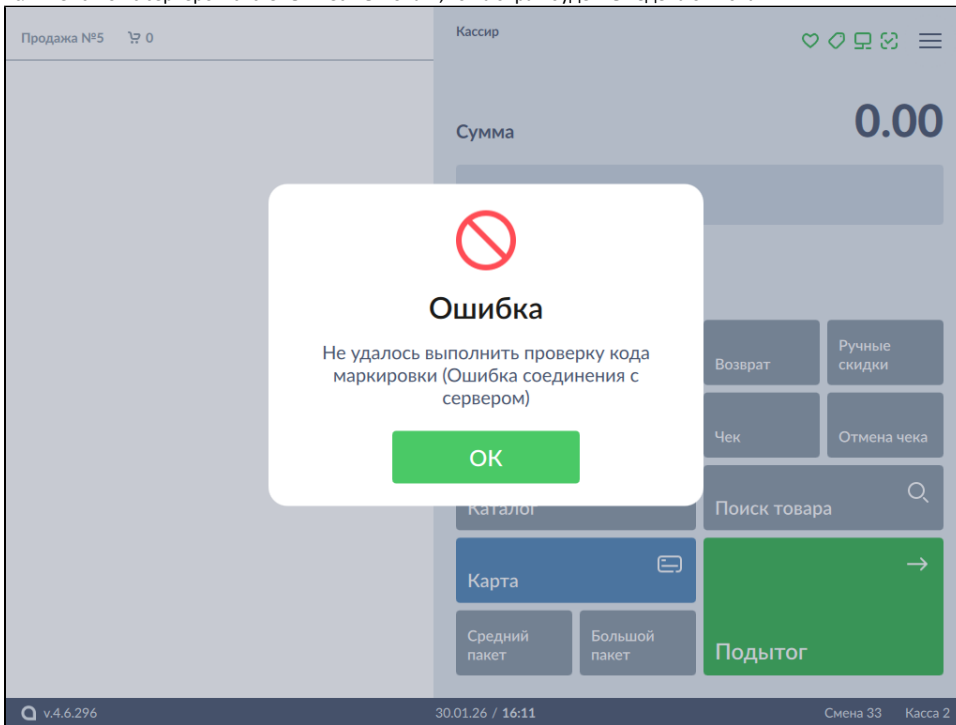 Продажа №5 0
Кассир
Сумма
0.00
Ошибка
Не удалось выполнить проверку кода
маркировки (Ошибка соединения с
сервером)
ОК
Возврат
Ручные
скидки
Чек
Отмена чека
Каталог
Поиск товара
Карта
Средний
пакет
Большой
пакет
Подытог
v.4.6.296
30.01.26 / 16:11
Смена 33 Касса 2